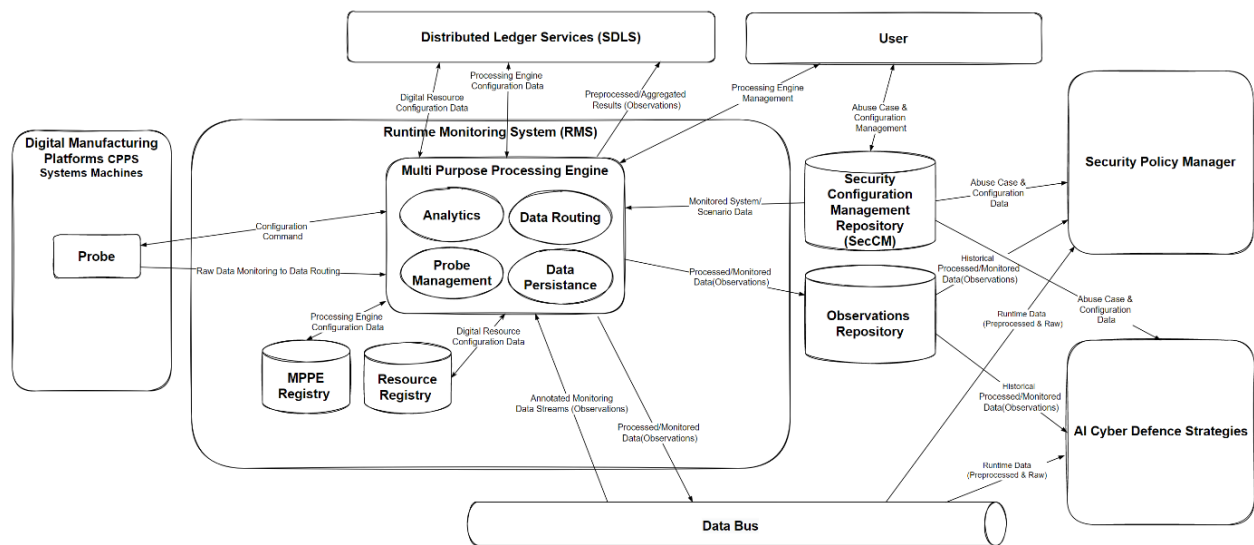 Distributed Ledger Services (SDLS)
User
Processing Engine
Configuration Data
Digital Resource
Configuration Data
Preprocessed/Aggregated
Results (Observations)
Processing Engine
Management
Abuse Case &
Configuration
Management
Digital Manufacturing
Platforms CPPS
Systems Machines
Runtime Monitoring System (RMS)
Multi Purpose Processing Engine
Analytics
Data Routing
Probe
Management
Data
Persistance
Security
Configuration
Management
Repository
(SecCM)
Security Policy Manager
Abuse Case &
Configuration
Data
Monitored System/
Scenario Data
Configuration
Command
Probe
Raw Data Monitoring to Data Routing
Processed/Monitored
Data(Observations)
Historical
Processed/Monitored
Data(Observations)
Observations
Repository
Runtime Data
(Preprocessed & Raw)
Abuse Case &
Configuration
Data
Processing Engine
Configuration Data
Digital Resource
Configuration Data
MPPE
Registry
Resource
Registry
Annotated Monitoring
Data Streams (Observations)
Processed/Monitored
Data(Observations)
Historical
Processed/Monitored
Data(Observations)
AI Cyber Defence Strategies
Runtime Data
(Preprocessed & Raw)
Data Bus